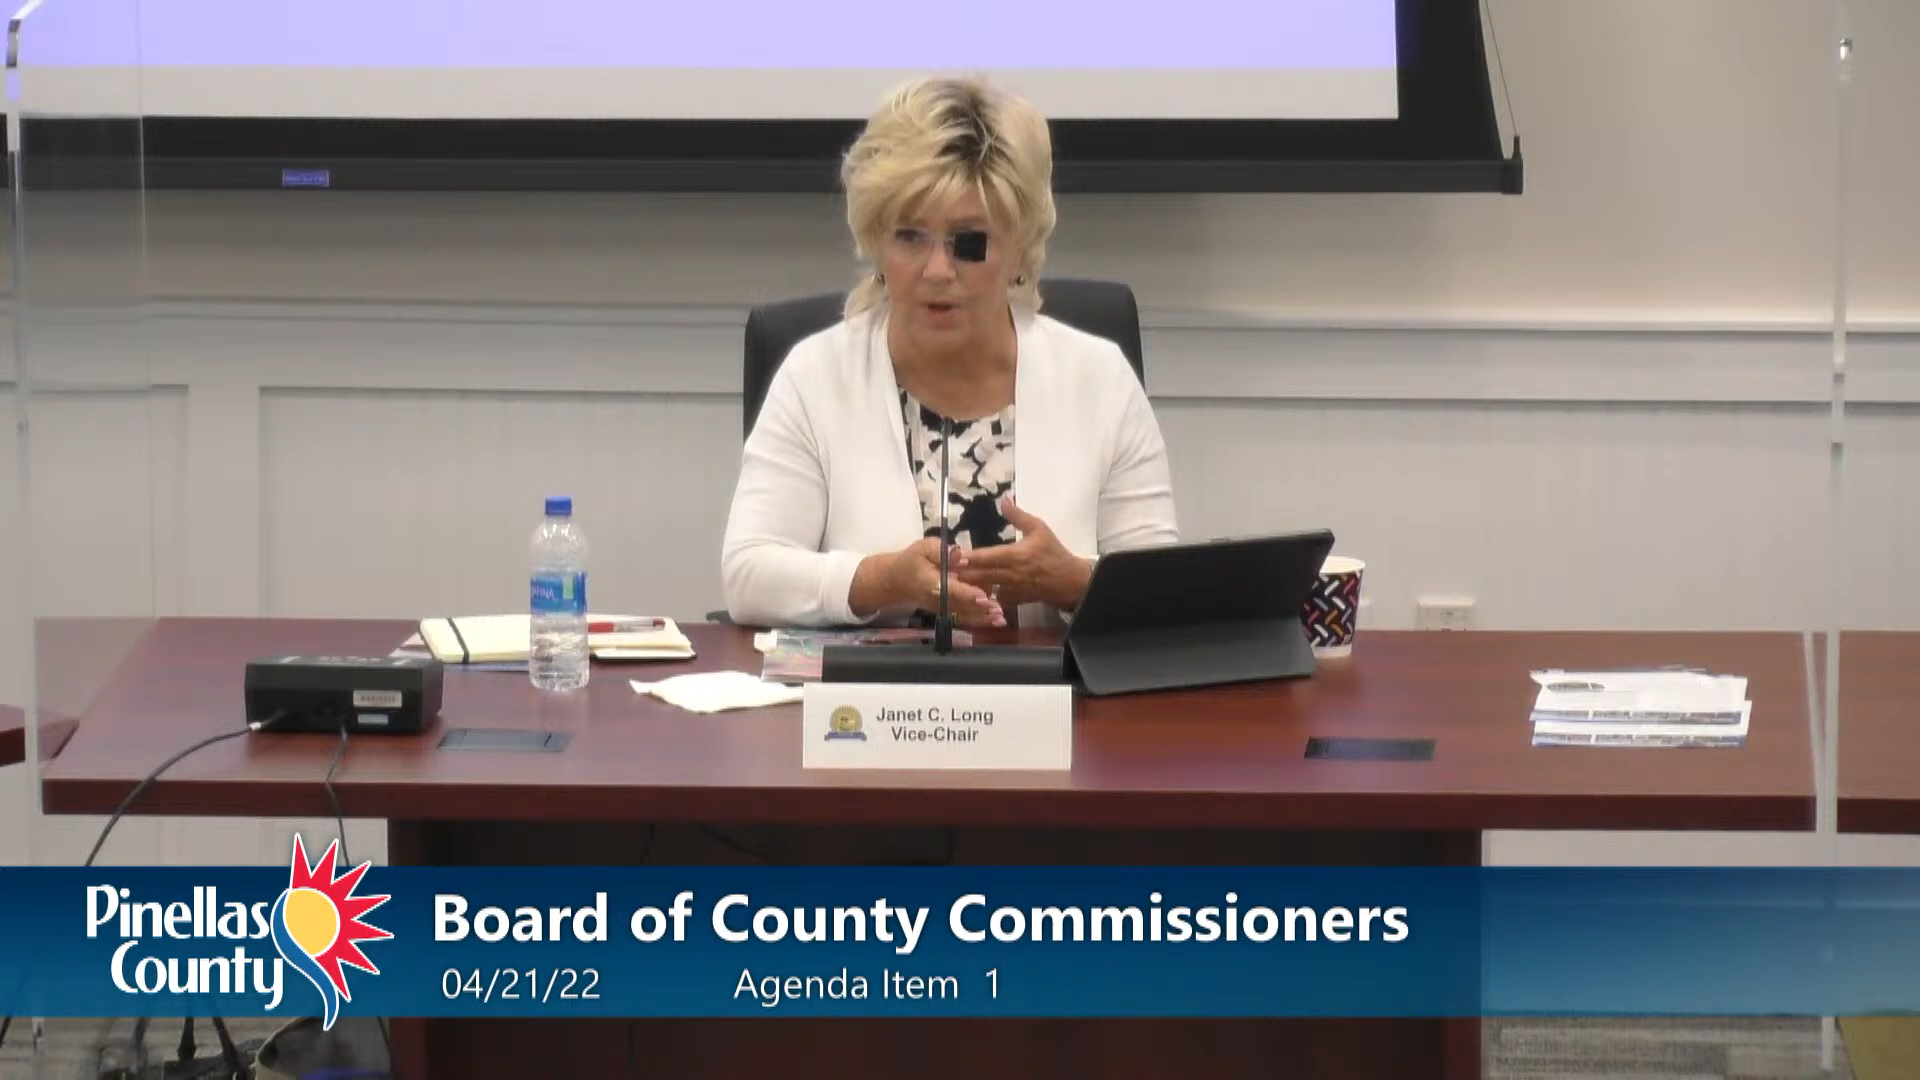 Janet C. Long
Vice-Chair
Pinellas
County
Board of County Commissioners
04/21/22 Agenda Item 1